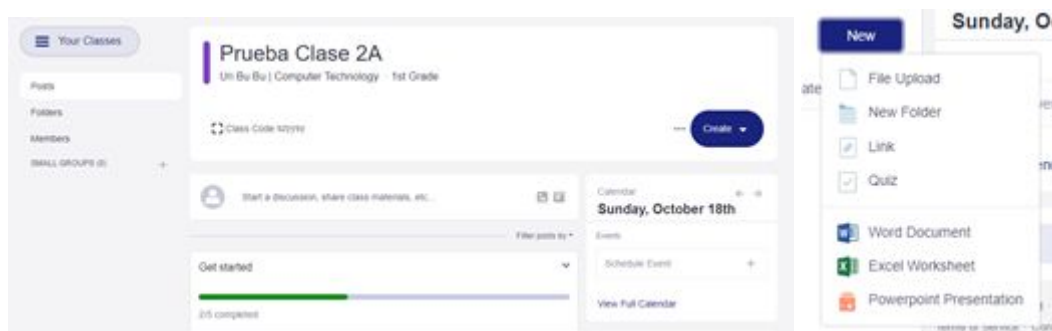 Your Classes
Posts
Folders
Members
SMALL GROUPS (0) +
Prueba Clase 2A
Un Bu Bu | Computer Technology · 1st Grade
Class Code
Create
Start a discussion, share class materials, etc...
Filter posts by
Get started
2/5 completed
Calendar
Sunday, October 18th
Events
Schedule Event +
View Full Calendar
New
File Upload
New Folder
Link
Quiz
Word Document
Excel Worksheet
Powerpoint Presentation
Sunday, O